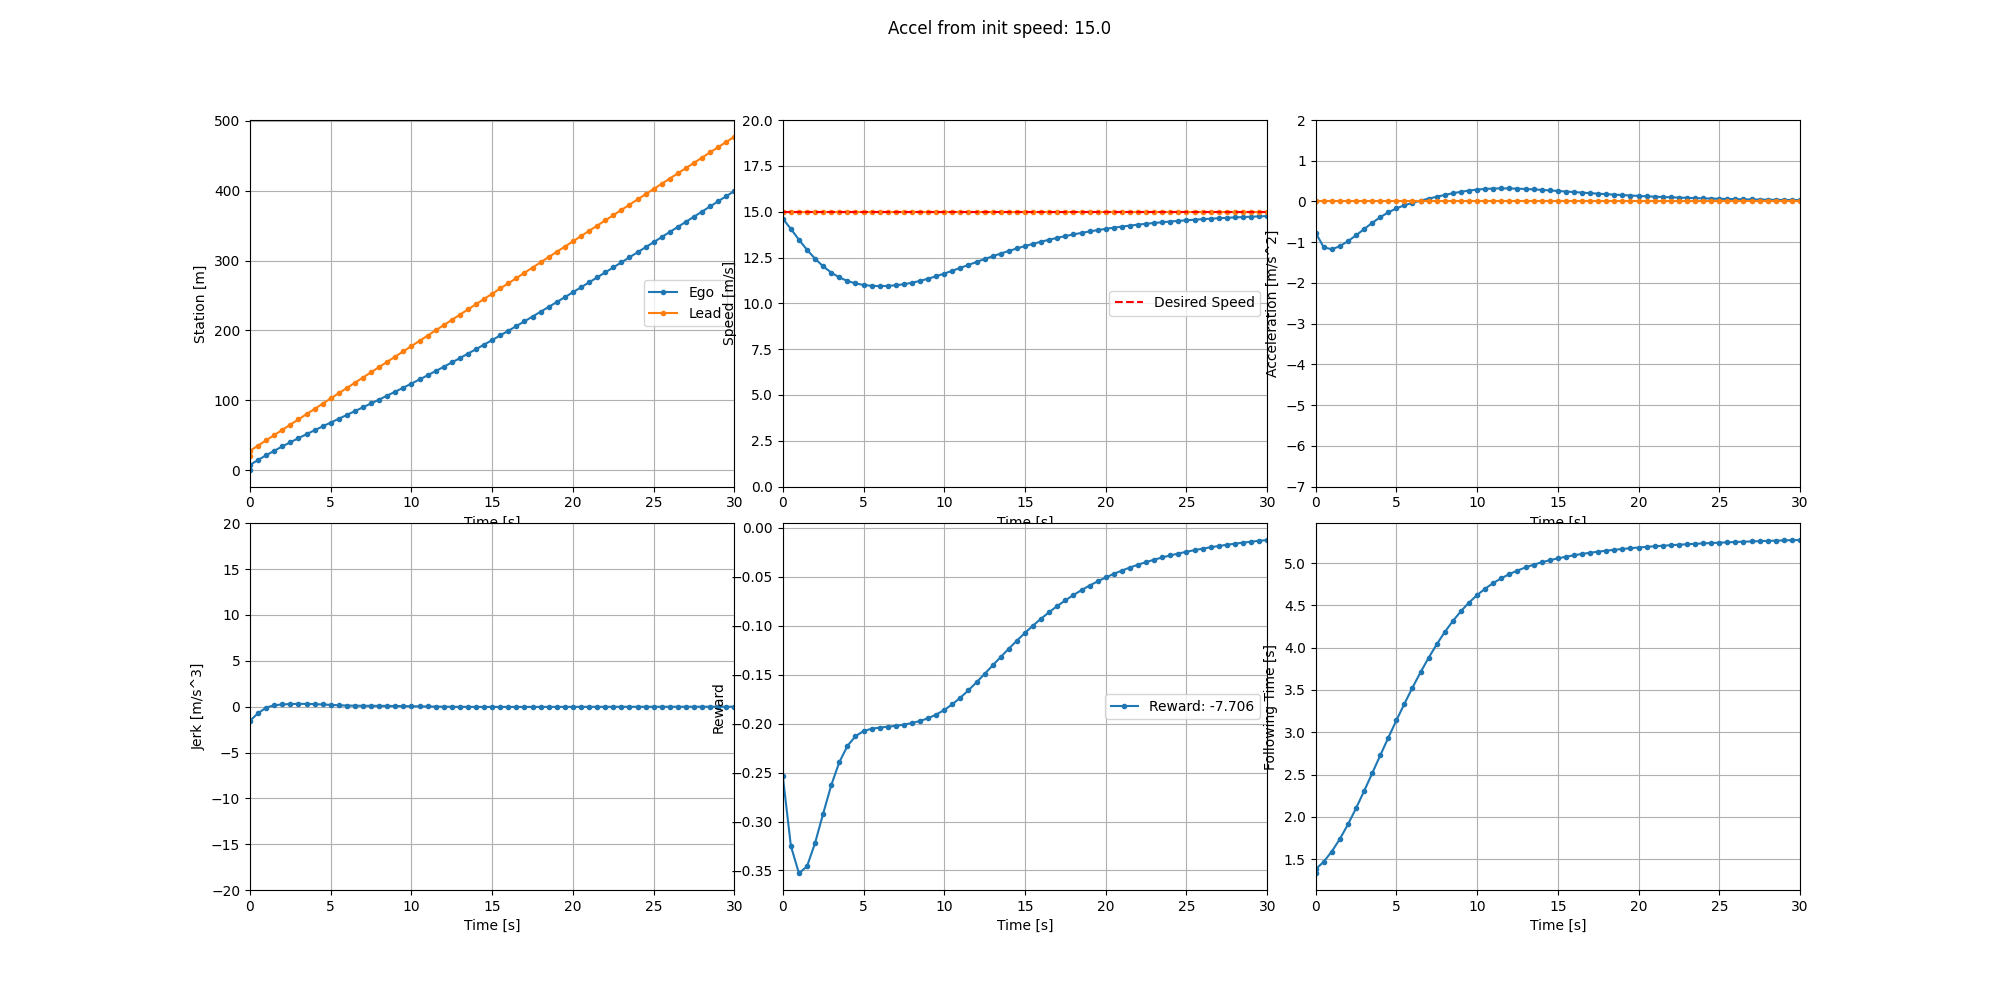 Accel from init speed: 15.0
500
400
300
200
100
0
Station [m]
Ego
Lead
0 5 10 15 20 25 30
Time [s]
20.0
17.5
15.0
12.5
10.0
7.5
5.0
2.5
0.0
Speed [m/s]
Desired Speed
0 5 10 15 20 25 30
Time [s]
2
1
0
−1
−2
−3
−4
−5
−6
−7
Acceleration [m/s^2]
0 5 10 15 20 25 30
Time [s]
20
15
10
5
0
−5
−10
−15
−20
Jerk [m/s^3]
0 5 10 15 20 25 30
Time [s]
0.00
−0.05
−0.10
−0.15
−0.20
−0.25
−0.30
−0.35
Reward
Reward: -7.706
0 5 10 15 20 25 30
Time [s]
5.0
4.5
4.0
3.5
3.0
2.5
2.0
1.5
Following Time [s]
0 5 10 15 20 25 30
Time [s]